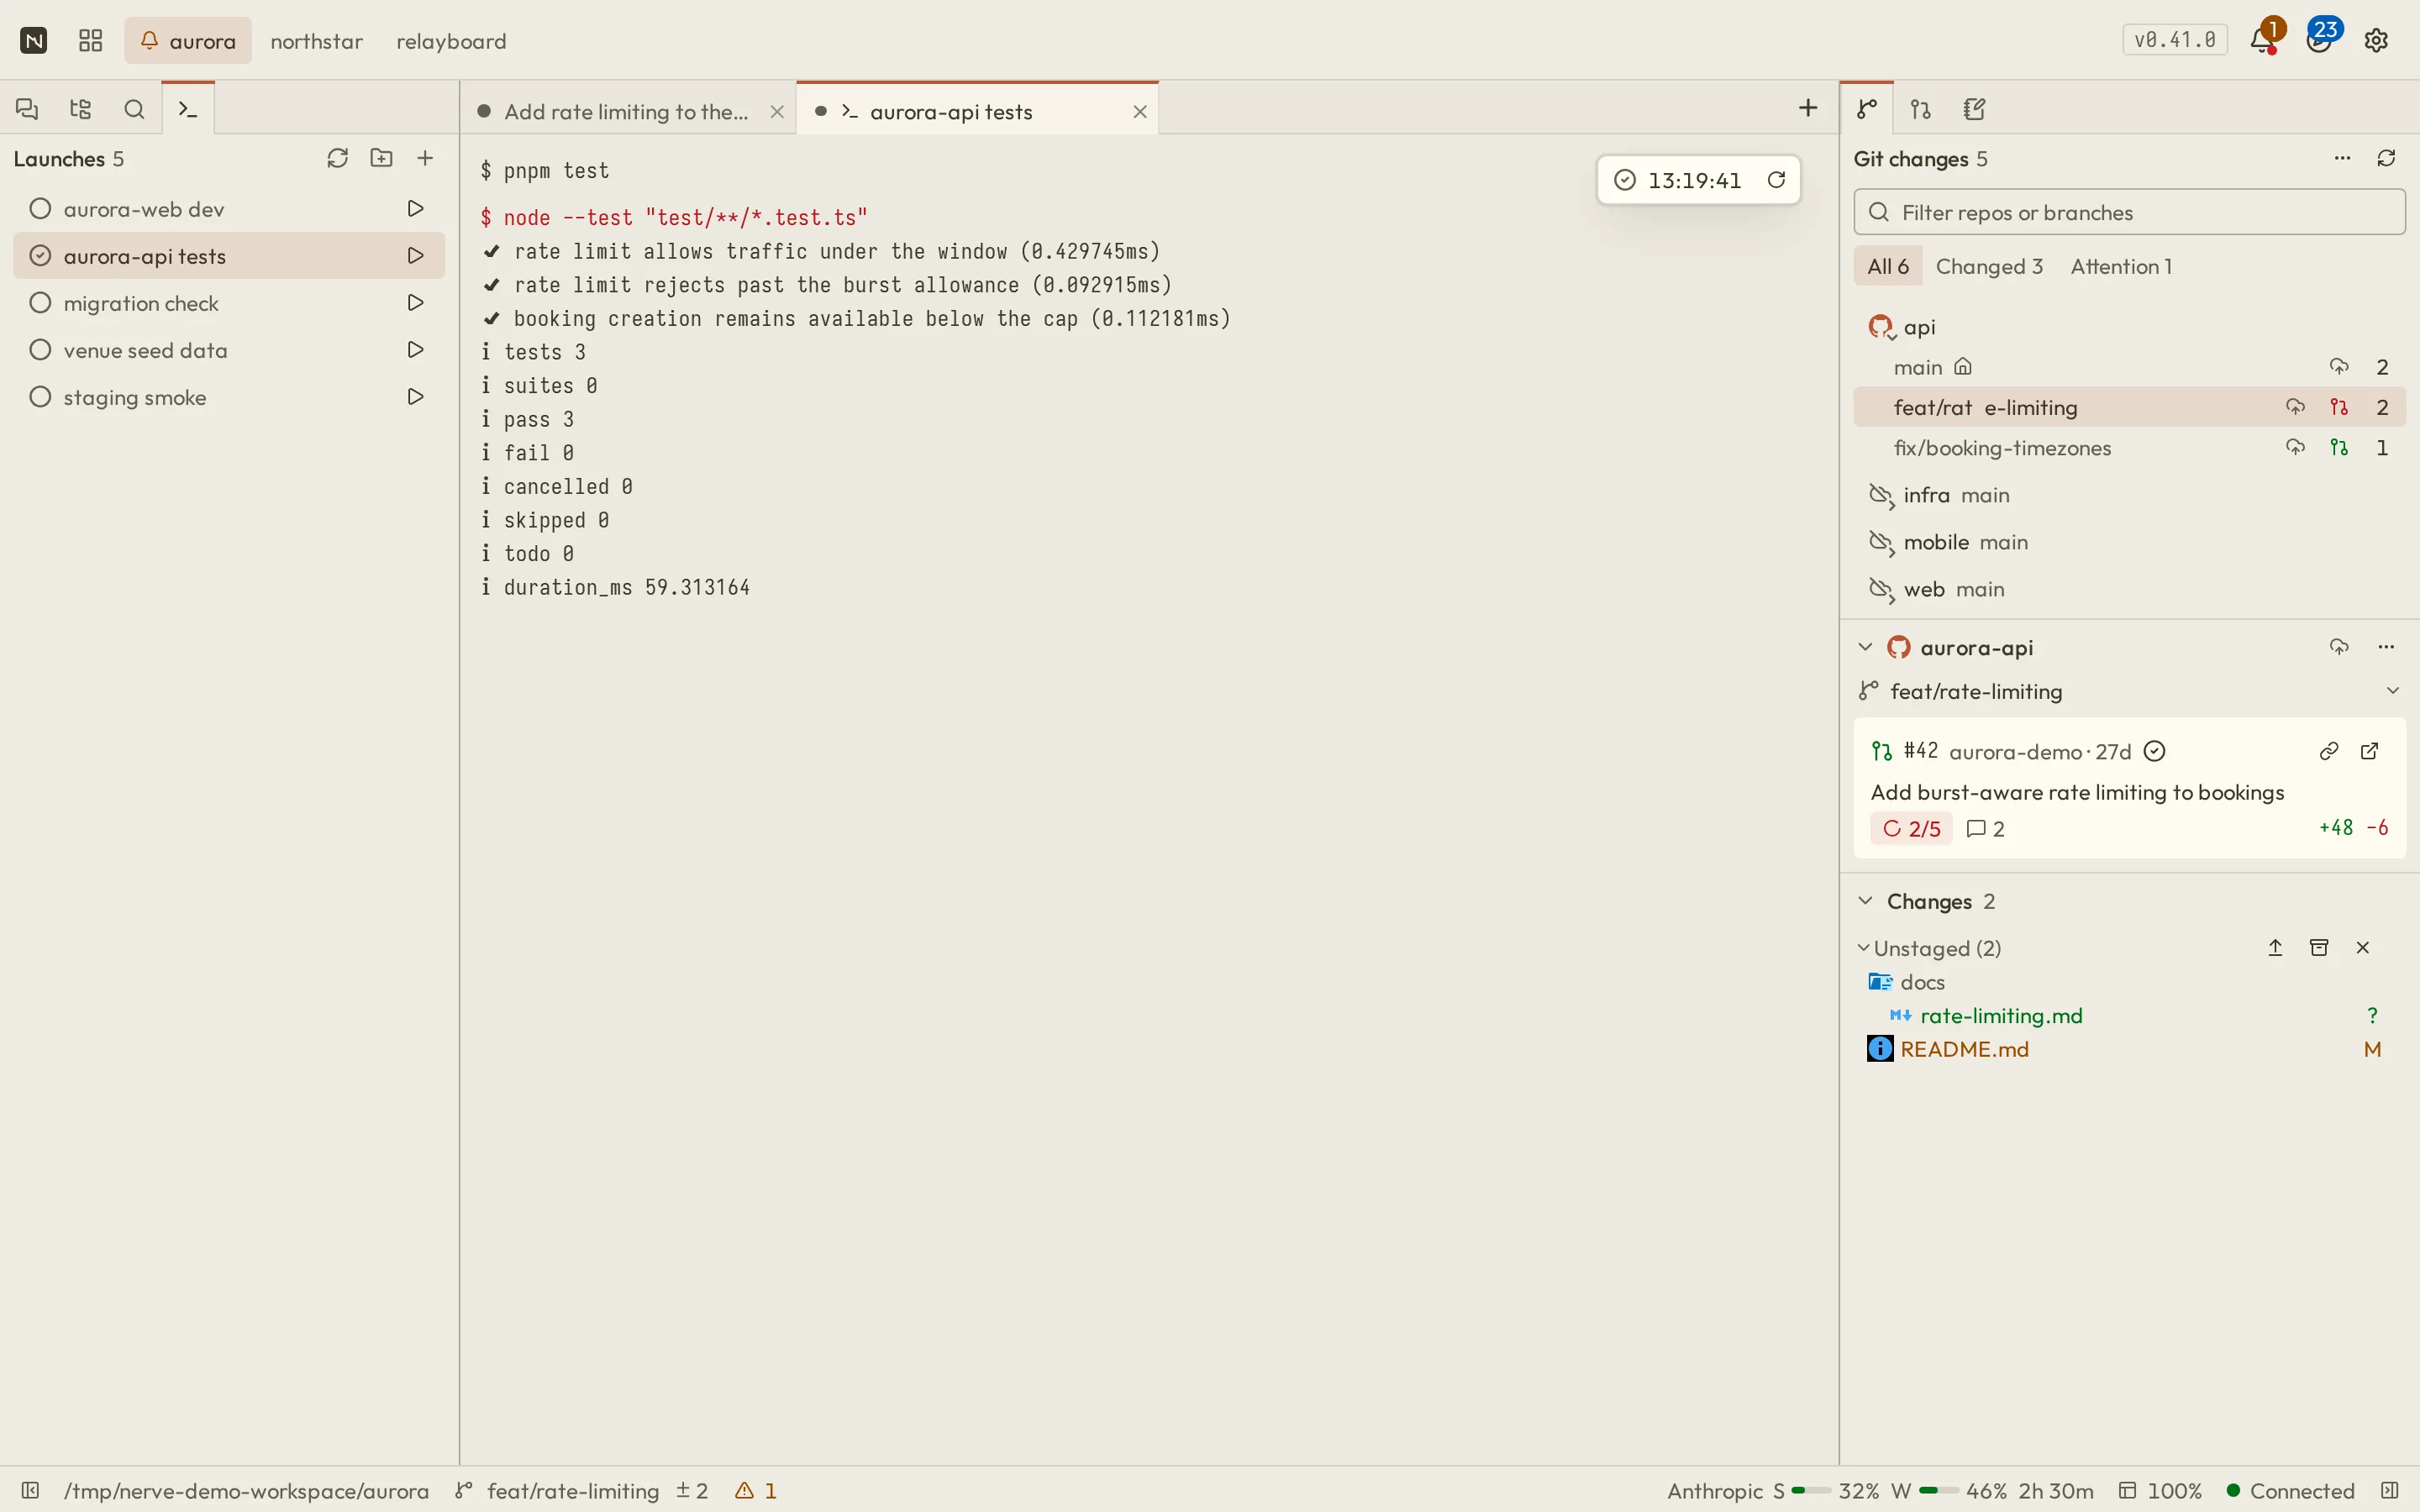 aurora
northstar
relayboard
v0.41.0
1
23
Launches 5
aurora-web dev
aurora-api tests
migration check
venue seed data
staging smoke
Add rate limiting to the...
aurora-api tests
$ pnpm test
13:19:41
$ node --test "test/**/*.test.ts"
✔ rate limit allows traffic under the window (0.429745ms)
✔ rate limit rejects past the burst allowance (0.092915ms)
✔ booking creation remains available below the cap (0.112181ms)
ℹ tests 3
ℹ suites 0
ℹ pass 3
ℹ fail 0
ℹ cancelled 0
ℹ skipped 0
ℹ todo 0
ℹ duration_ms 59.313164
Git changes 5
Filter repos or branches
All 6 Changed 3 Attention 1
api
main 2
feat/rat e-limiting 2
fix/booking-timezones 1
infra main
mobile main
web main
aurora-api
feat/rate-limiting
#42 aurora-demo · 27d
Add burst-aware rate limiting to bookings
2/5 2 +48 -6
Changes 2
Unstaged (2)
docs
rate-limiting.md ?
README.md M
/tmp/nerve-demo-workspace/aurora feat/rate-limiting ± 2 1
Anthropic S 32% W 46% 2h 30m 100% Connected